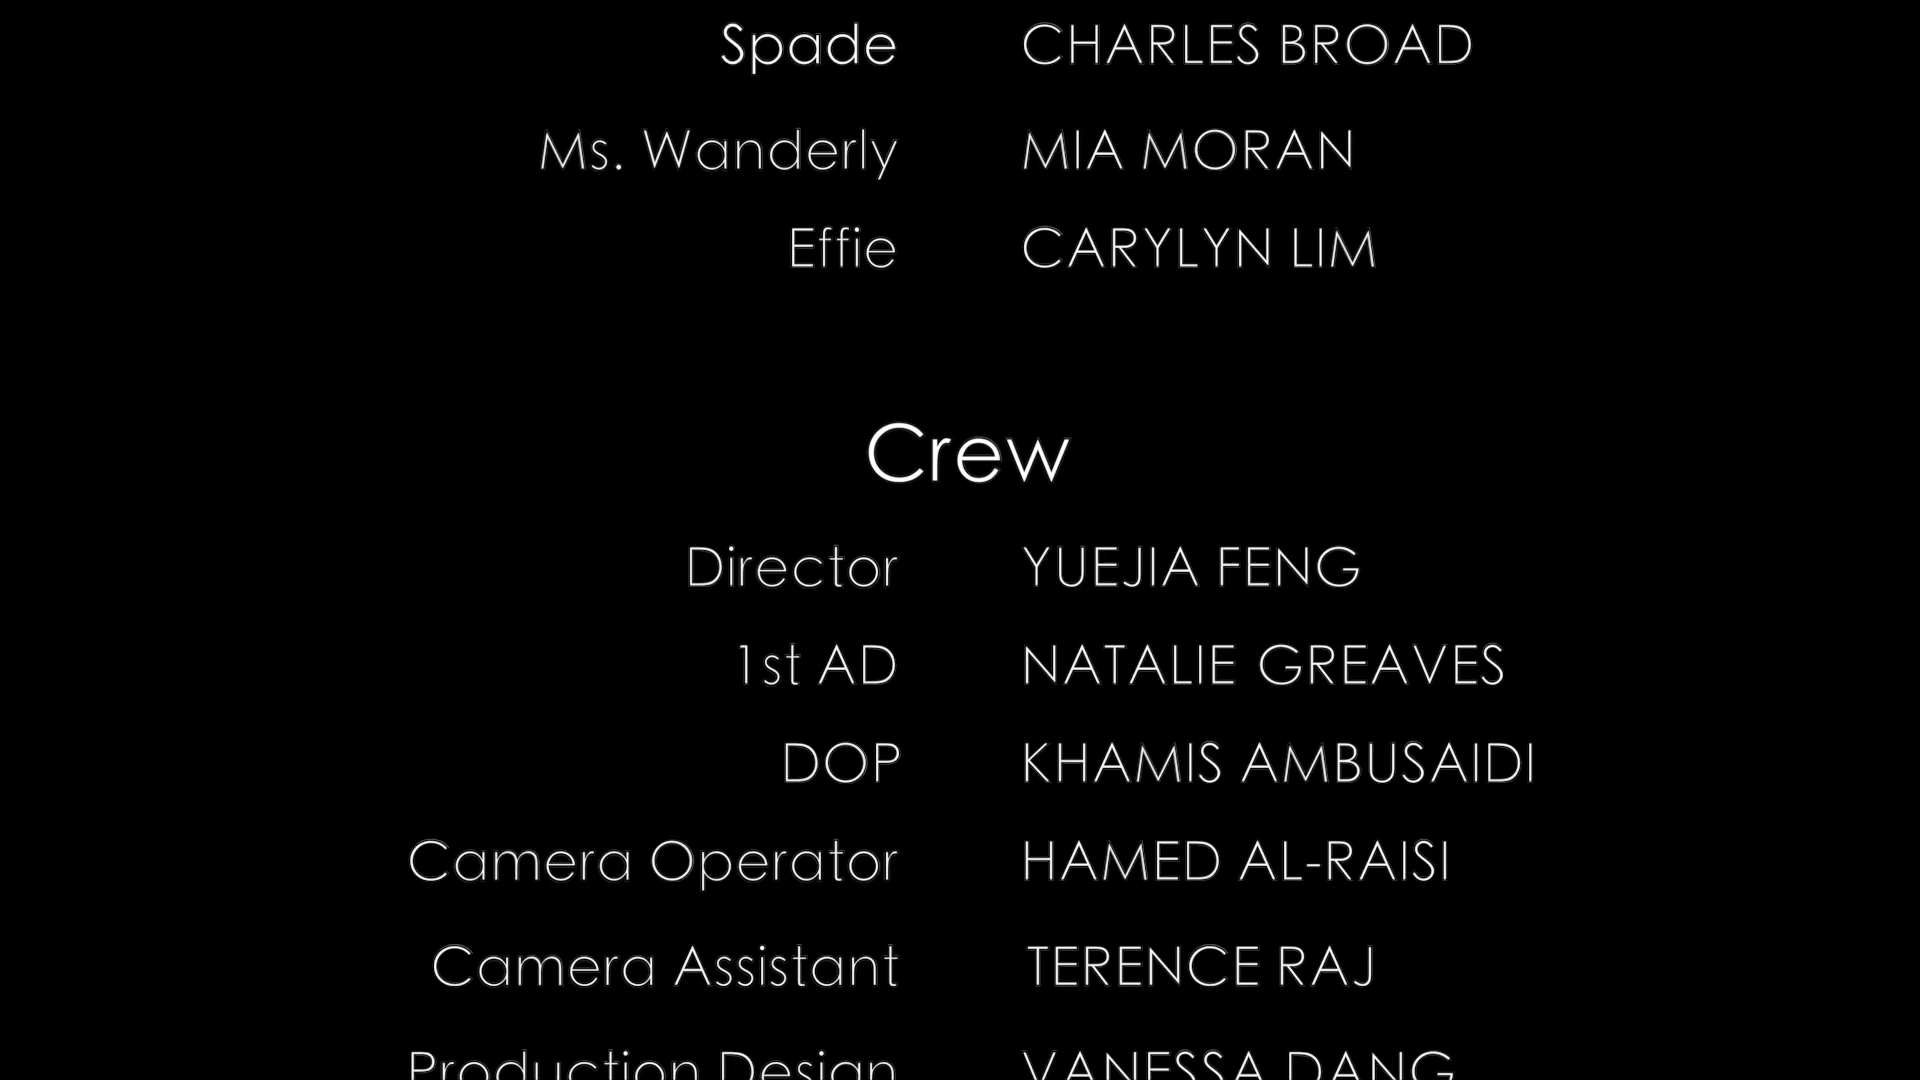 Spade CHARLES BROAD
Ms. Wanderly MIA MORAN
Effie CARYLYN LIM
Crew
Director YUEJIA FENG
1st AD NATALIE GREAVES
DOP KHAMIS AMBUSAIDI
Camera Operator HAMED AL-RAISI
Camera Assistant TERENCE RAJ
Production Design VANESSA DANG